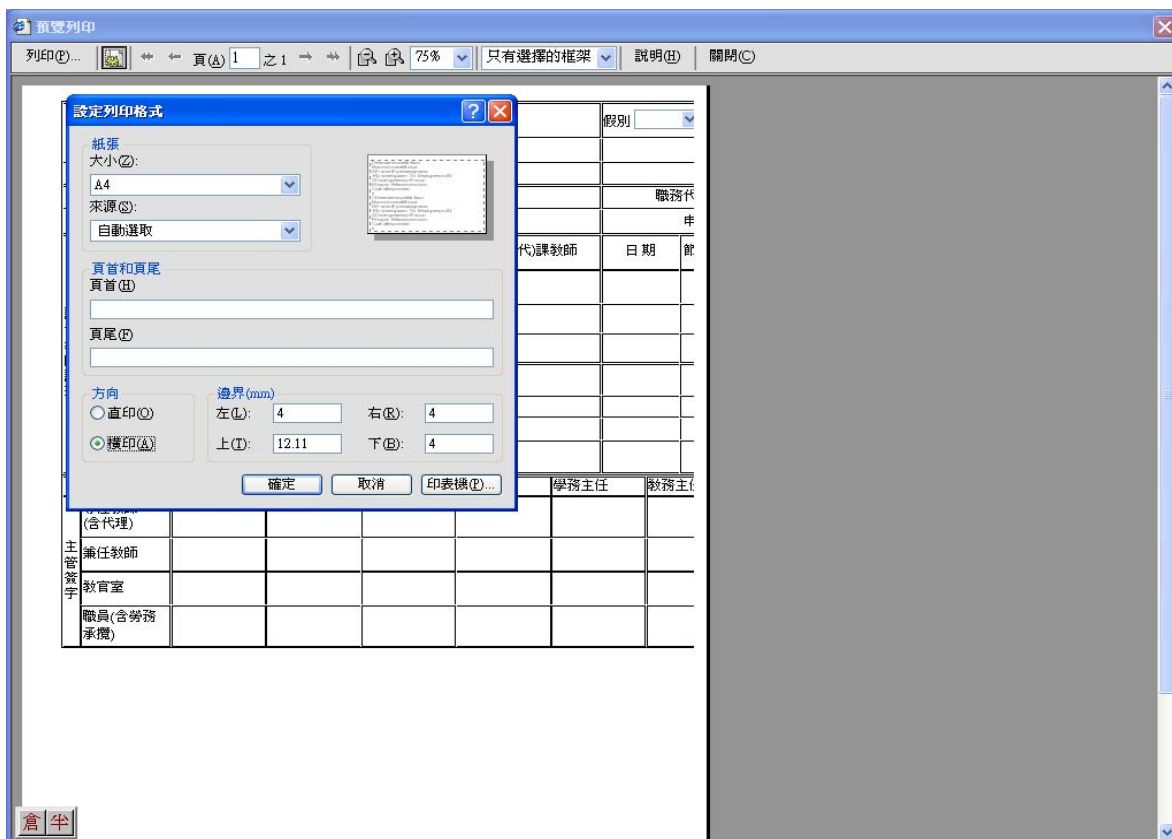 預覽列印
列印(P)... 頁(A) 1 之 1 75% 只有選擇的框架 說明(H) 關閉(C)
設定列印格式
紙張
大小(Z):
A4
來源(S):
自動選取
頁首和頁尾
頁首(H)
頁尾(F)
方向
直印(O)
橫印(A)
邊界(mm)
左(L): 4 右(R): 4
上(T): 12.11 下(B): 4
確定 取消 印表機(P)...
假別
職務代
申
代)課教師 日期 節
學務主任 教務主任
(含代理)
主管簽字
兼任教師
教官室
職員(含勞務
承攬)
倉 半